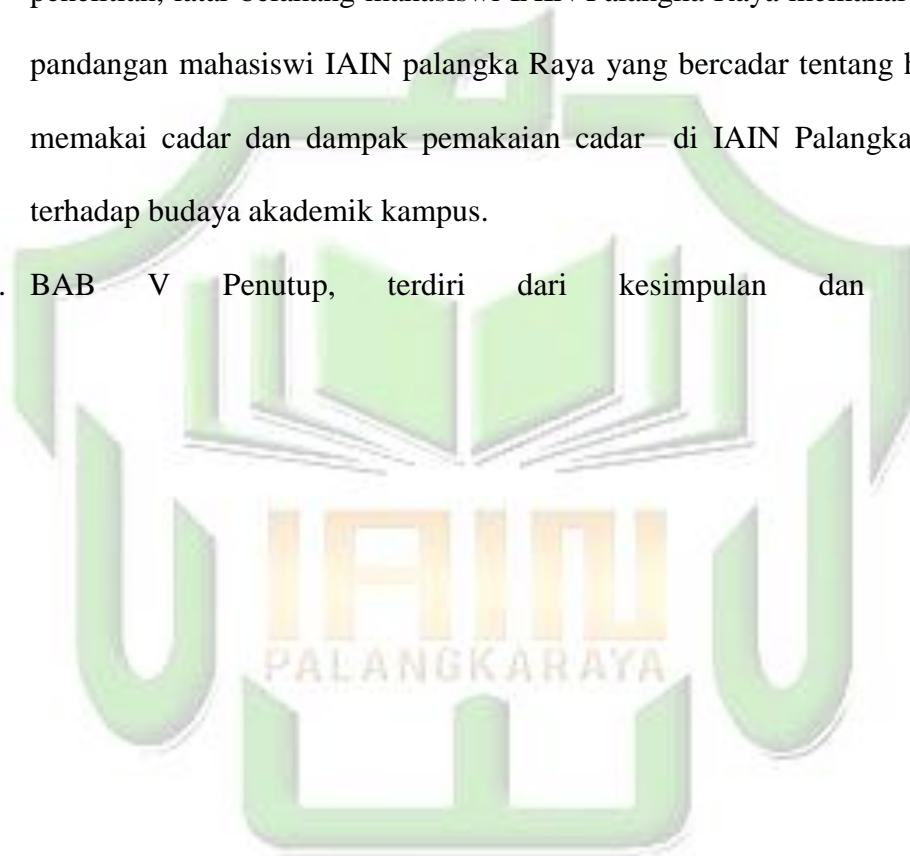 pandangan mahasiswi IAIN palangka Raya yang bercadar tentang
memakai cadar dan dampak pemakaian cadar di IAIN Palangka
terhadap budaya akademik kampus.
. BAB V Penutup, terdiri dari kesimpulan dan
IAIN
PALANGKARAYA